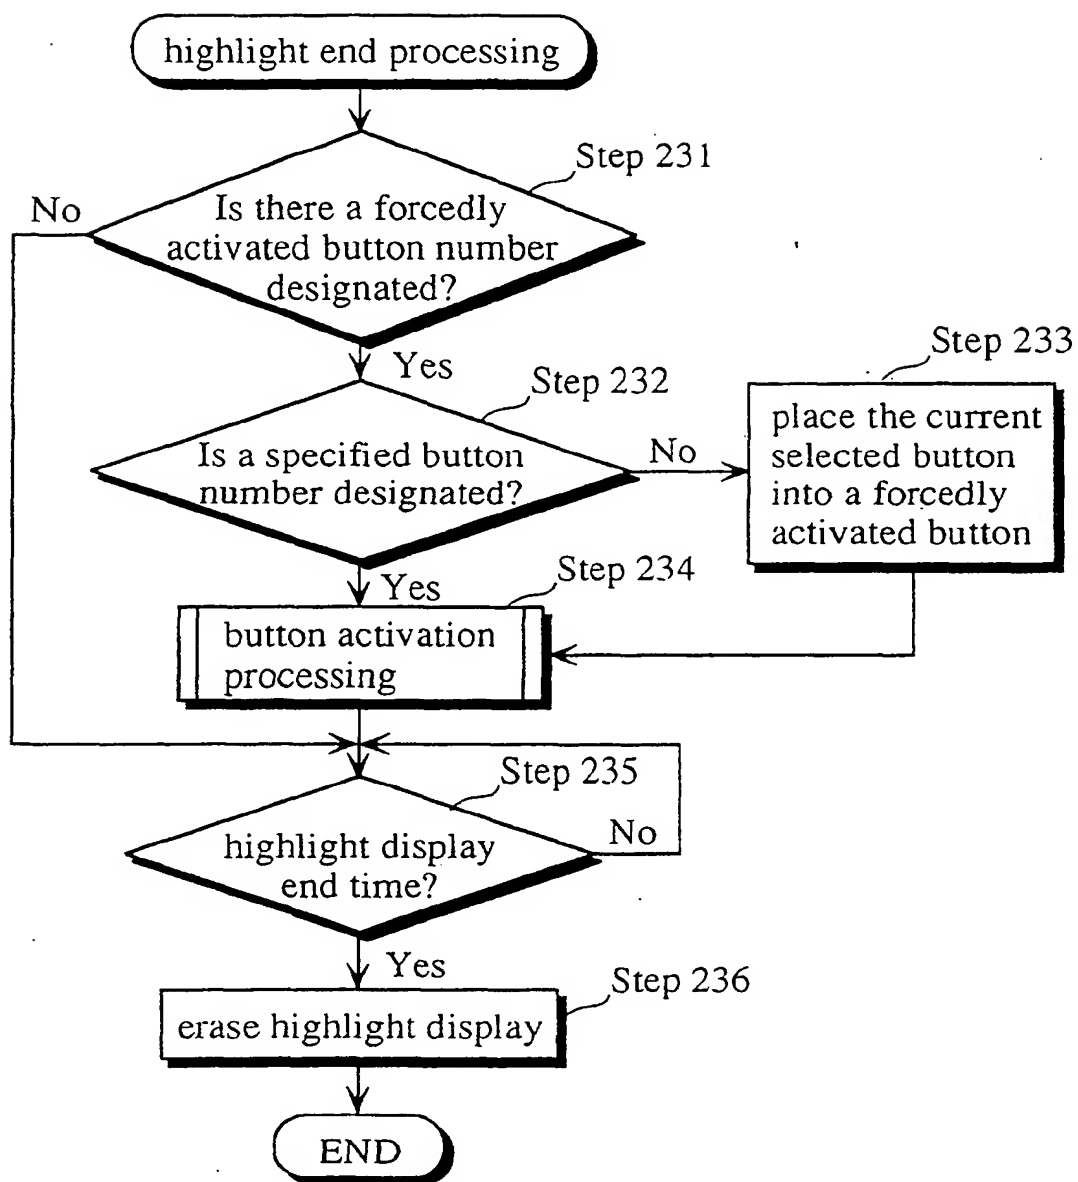 highlight end processing
Step 231
No
Is there a forcedly
activated button number
designated?
Yes
Step 232
Step 233
Is a specified button
number designated?
No
place the current
selected button
into a forcedly
activated button
Yes
Step 234
button activation
processing
Step 235
No
highlight display
end time?
Yes
Step 236
erase highlight display
END